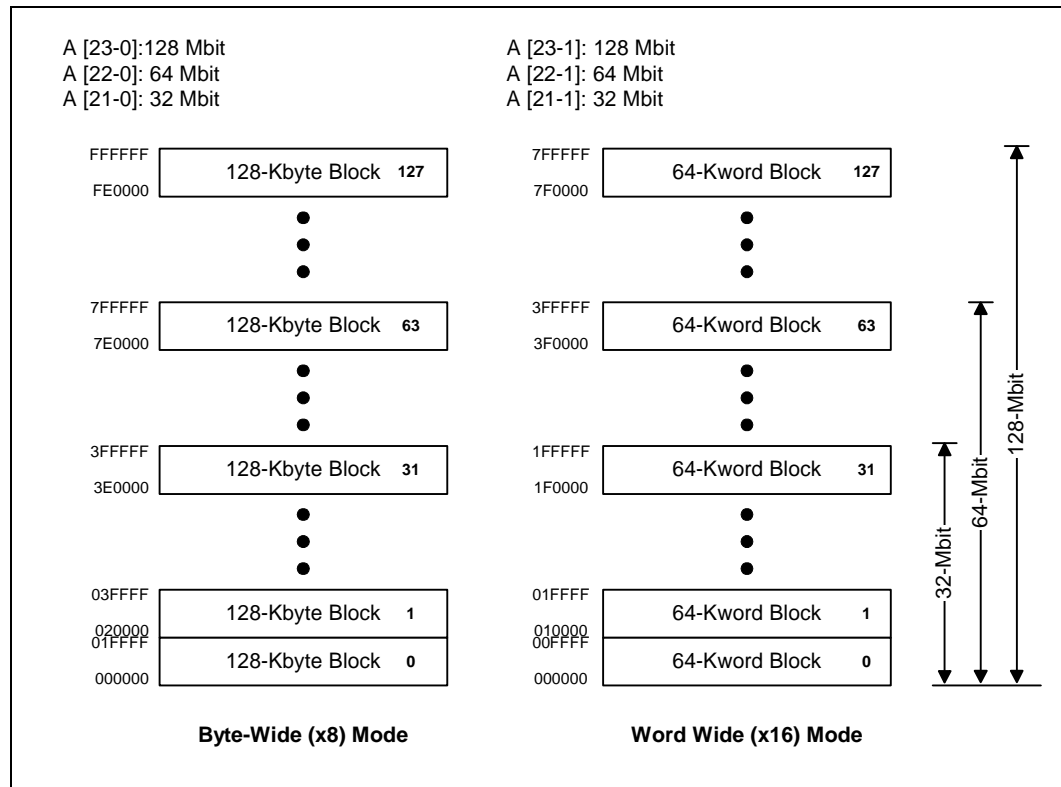 A [23-0]:128 Mbit
A [22-0]: 64 Mbit
A [21-0]: 32 Mbit
A [23-1]: 128 Mbit
A [22-1]: 64 Mbit
A [21-1]: 32 Mbit
FFFFFF
128-Kbyte Block 127
FE0000
7FFFFF
128-Kbyte Block 63
7E0000
3FFFFF
128-Kbyte Block 31
3E0000
03FFFF
128-Kbyte Block 1
020000
01FFFF
128-Kbyte Block 0
000000
Byte-Wide (x8) Mode
7FFFFF
64-Kword Block 127
7F0000
3FFFFF
64-Kword Block 63
3F0000
1FFFFF
64-Kword Block 31
1F0000
01FFFF
64-Kword Block 1
010000
00FFFF
64-Kword Block 0
000000
Word Wide (x16) Mode
32-Mbit
64-Mbit
128-Mbit